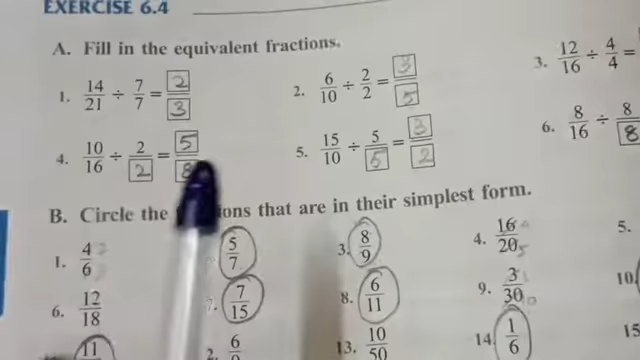 EXERCISE 6.4
A. Fill in the equivalent fractions.
1. 14/21 ÷ 7/7 = 2/3
2. 6/10 ÷ 2/2 = 3/5
3. 12/16 ÷ 4/4 =
4. 10/16 ÷ 2/2 = 5/8
5. 15/10 ÷ 5/5 = 3/2
6. 8/16 ÷ 8/8
B. Circle the ions that are in their simplest form.
1. 4/6
5/7
3. 8/9
4. 16/20
5.
6. 12/18
7. 7/15
8. 6/11
9. 3/30
10.
11
2. 6
13. 10/50
14. 1/6
15